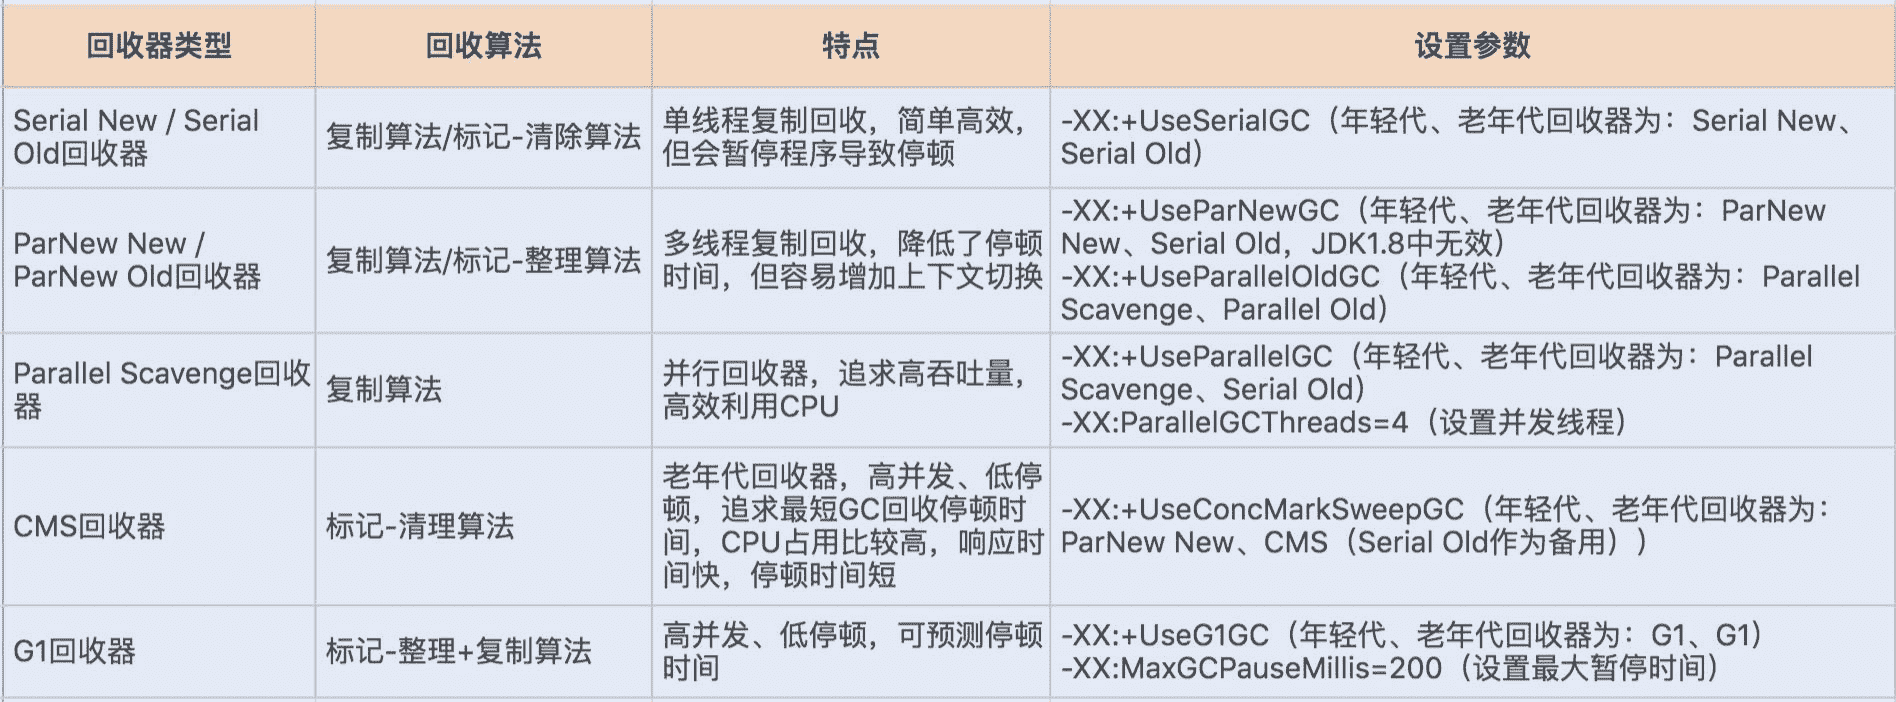 回收器类型
回收算法
特点
设置参数
Serial New / Serial
Old回收器
复制算法/标记-清除算法
单线程复制回收，简单高效，
但会暂停程序导致停顿
-XX:+UseSerialGC（年轻代、老年代回收器为：Serial New、
Serial Old）
ParNew New /
ParNew Old回收器
复制算法/标记-整理算法
多线程复制回收，降低了停顿
时间，但容易增加上下文切换
-XX:+UseParNewGC（年轻代、老年代回收器为：ParNew
New、Serial Old，JDK1.8中无效）
-XX:+UseParallelOldGC（年轻代、老年代回收器为：Parallel
Scavenge、Parallel Old）
Parallel Scavenge回收
器
复制算法
并行回收器，追求高吞吐量，
高效利用CPU
-XX:+UseParallelGC（年轻代、老年代回收器为：Parallel
Scavenge、Serial Old）
-XX:ParallelGCThreads=4（设置并发线程）
CMS回收器
标记-清理算法
老年代回收器，高并发、低停
顿，追求最短GC回收停顿时
间，CPU占用比较高，响应时
间快，停顿时间短
-XX:+UseConcMarkSweepGC（年轻代、老年代回收器为：
ParNew New、CMS（Serial Old作为备用））
G1回收器
标记-整理+复制算法
高并发、低停顿，可预测停顿
时间
-XX:+UseG1GC（年轻代、老年代回收器为：G1、G1）
-XX:MaxGCPauseMillis=200（设置最大暂停时间）